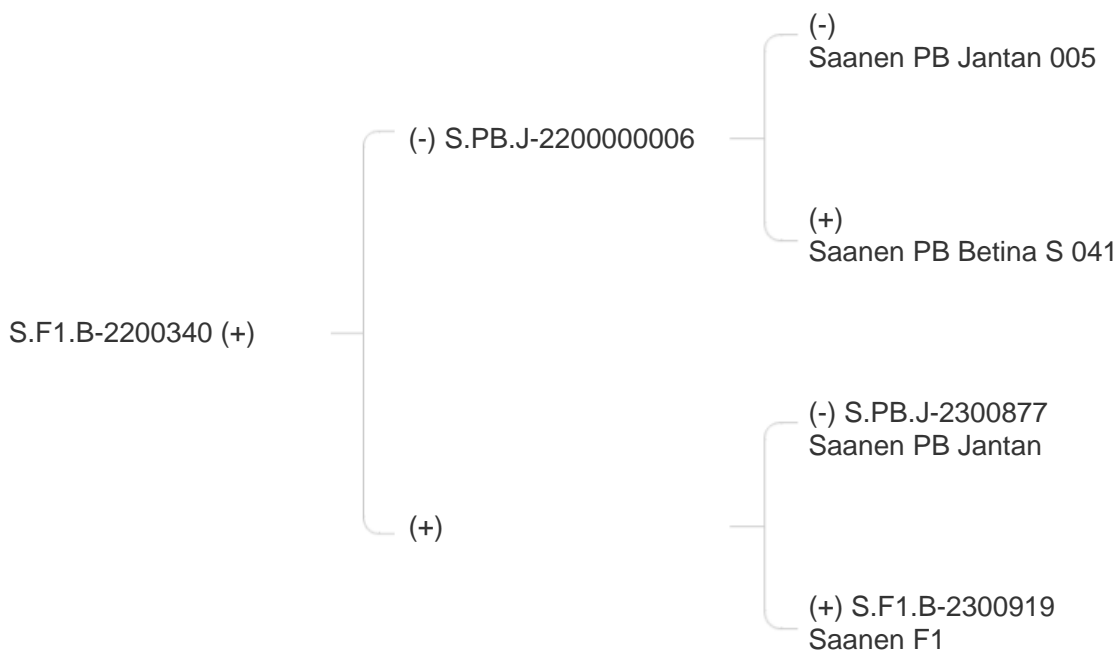 (-)
Saanen PB Jantan 005
(-) S.PB.J-2200000006
(+)
Saanen PB Betina S 041
S.F1.B-2200340 (+)
(-) S.PB.J-2300877
Saanen PB Jantan
(+)
(+) S.F1.B-2300919
Saanen F1